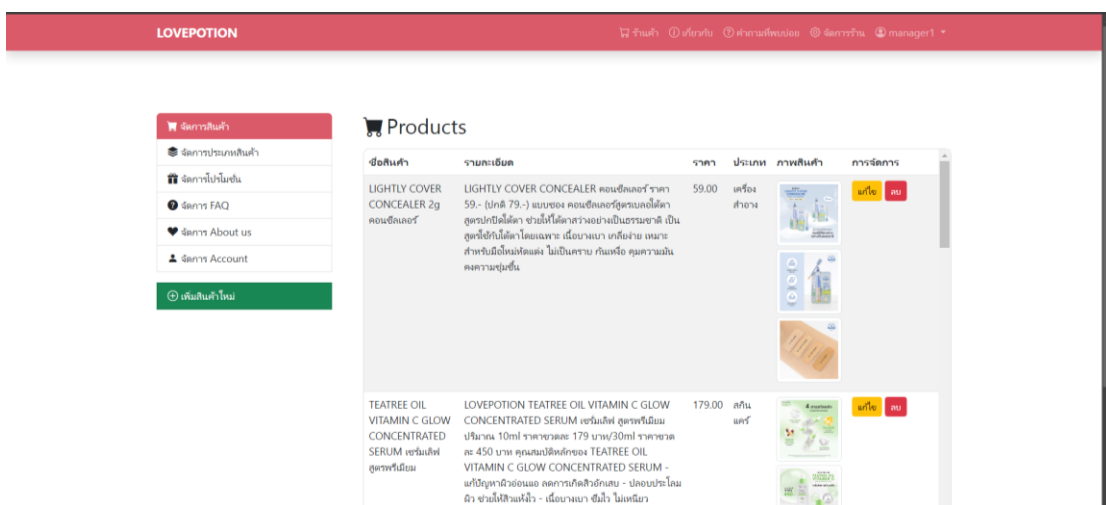 LOVEPOTION
ร้านค้า เกี่ยวกับ คำถามที่พบบ่อย จัดการร้าน manager1
จัดการสินค้า
จัดการประเภทสินค้า
จัดการโปรโมชั่น
จัดการ FAQ
จัดการ About us
จัดการ Account
เพิ่มสินค้าใหม่
Products
ชื่อสินค้า รายละเอียด ราคา ประเภท ภาพสินค้า การจัดการ
LIGHTLY COVER
CONCEALER 2g
คอนซีลเลอร์
LIGHTLY COVER CONCEALER คอนซีลเลอร์ ราคา
59.- (ปกติ 79.-) แบบซอง คอนซีลเลอร์สูตรเบลอใต้ตา
สูตรปกปิดใต้ตา ช่วยให้ใต้ตาสว่างอย่างเป็นธรรมชาติ เป็น
สูตรใช้กับใต้ตาโดยเฉพาะ เนื้อบางเบา เกลี่ยง่าย เหมาะ
สำหรับมือใหม่หัดแต่ง ไม่เป็นคราบ กันเหงื่อ คุมความมัน
คงความชุ่มชื้น
59.00
เครื่อง
สำอาง
แก้ไข ลบ
TEATREE OIL
VITAMIN C GLOW
CONCENTRATED
SERUM เซรั่มเลิฟ
สูตรพรีเมียม
LOVEPOTION TEATREE OIL VITAMIN C GLOW
CONCENTRATED SERUM เซรั่มเลิฟ สูตรพรีเมียม
ปริมาณ 10ml ราคาขวดละ 179 บาท/30ml ราคาขวด
ละ 450 บาท คุณสมบัติหลักของ TEATREE OIL
VITAMIN C GLOW CONCENTRATED SERUM -
แก้ปัญหาผิวอ่อนแอ ลดการเกิดสิวอักเสบ - ปลอบประโลม
ผิว ช่วยให้สิวแห้งไว - เนื้อบางเบา ซึมไว ไม่เหนียว
179.00
สกิน
แคร์
แก้ไข ลบ